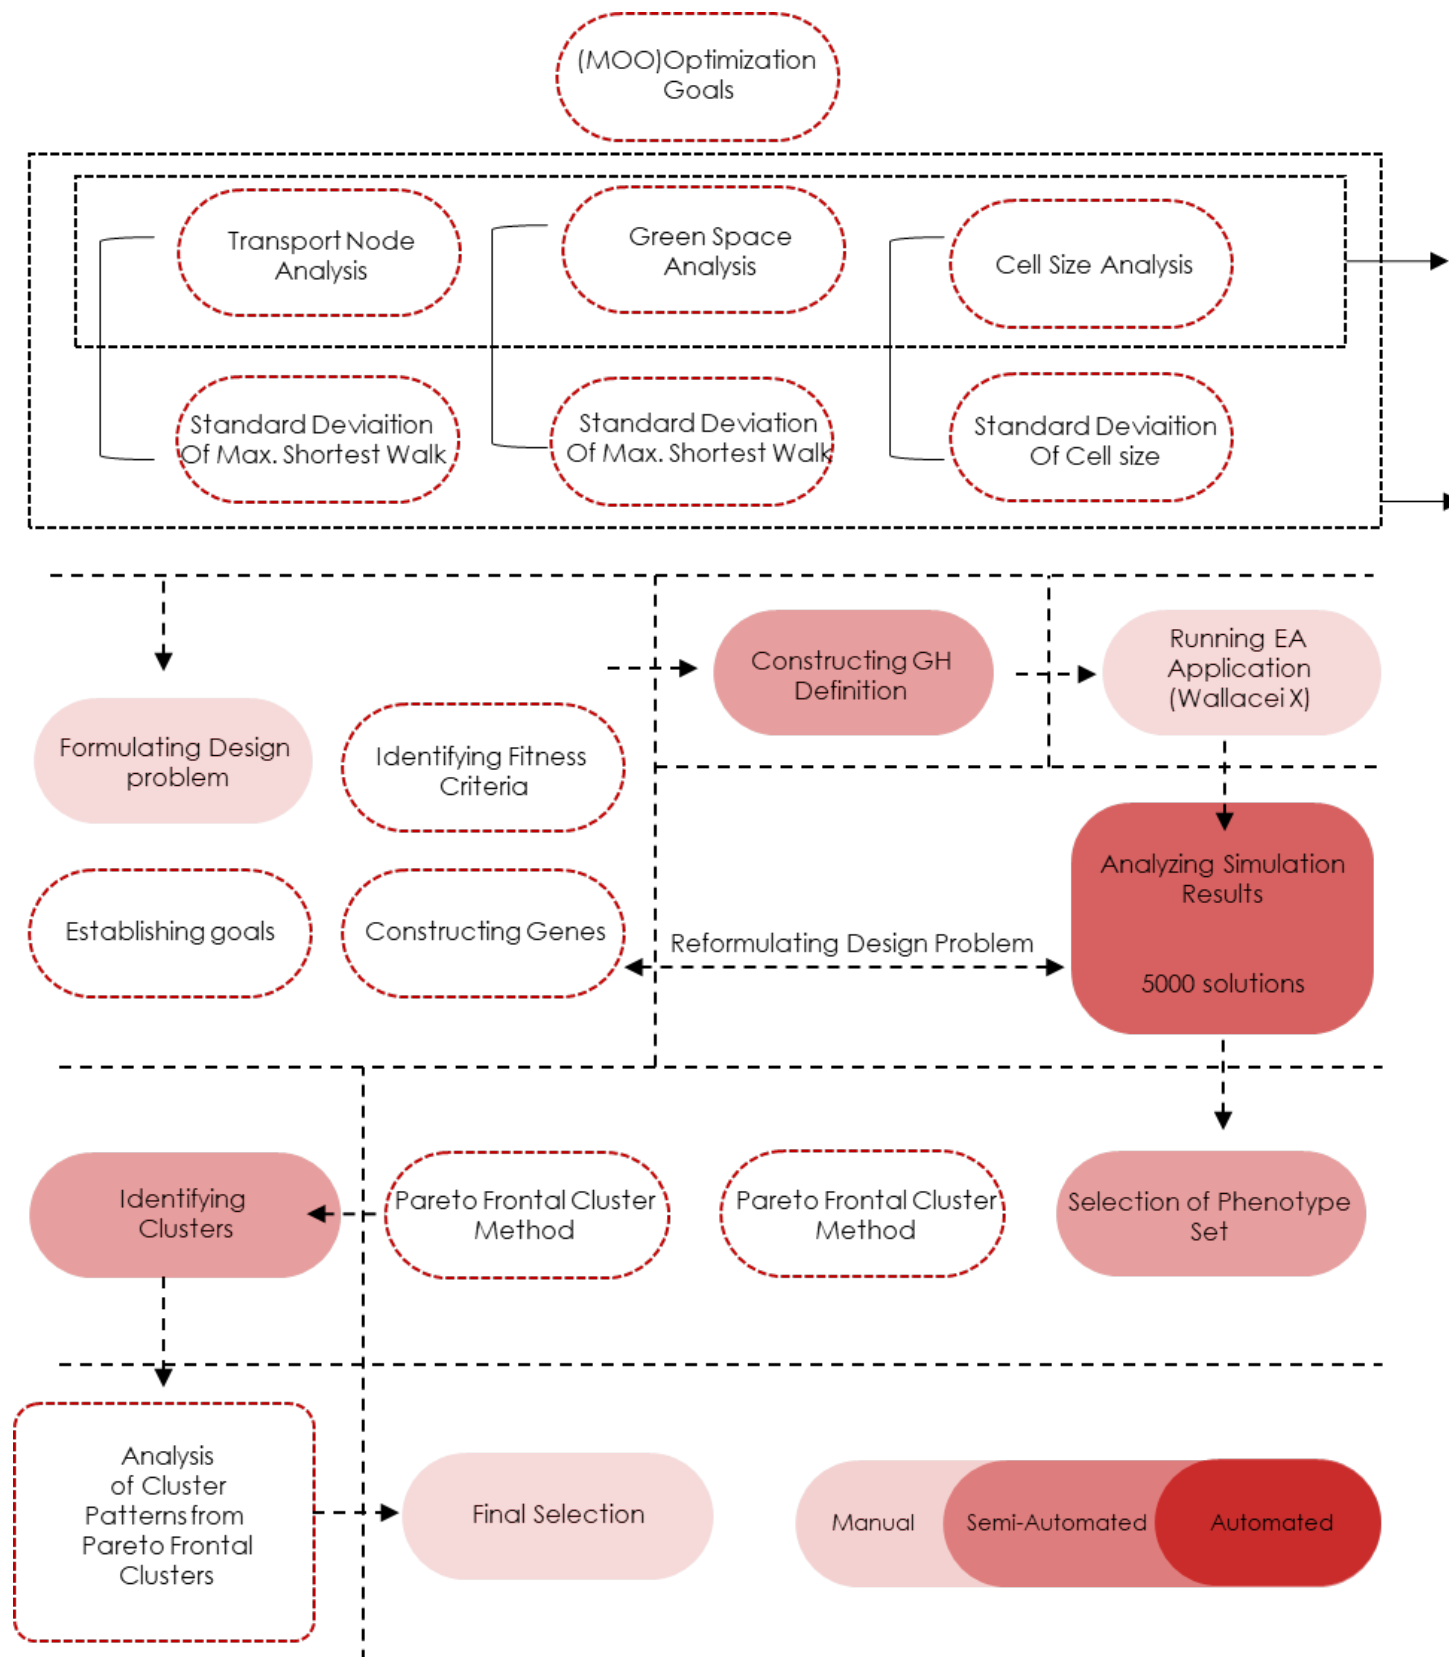 (MOO)Optimization
Goals
Transport Node
Analysis
Green Space
Analysis
Cell Size Analysis
Standard Deviaition
Of Max. Shortest Walk
Standard Deviation
Of Max. Shortest Walk
Standard Deviaition
Of Cell size
Formulating Design
problem
Identifying Fitness
Criteria
Constructing GH
Definition
Running EA
Application
(Wallacei X)
Establishing goals
Constructing Genes
Reformulating Design Problem
Analyzing Simulation
Results
5000 solutions
Identifying
Clusters
Pareto Frontal Cluster
Method
Pareto Frontal Cluster
Method
Selection of Phenotype
Set
Analysis
of Cluster
Patterns from
Pareto Frontal
Clusters
Final Selection
Manual
Semi-Automated
Automated